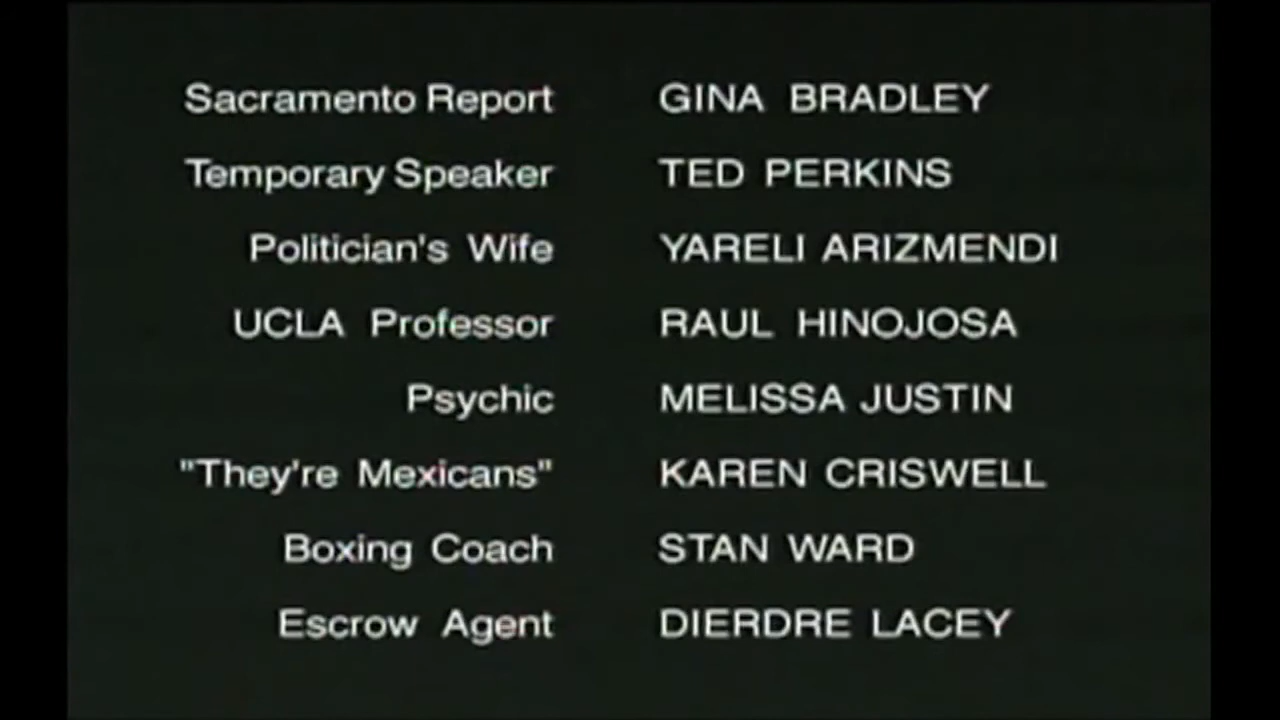 Sacramento Report GINA BRADLEY
Temporary Speaker TED PERKINS
Politician's Wife YARELI ARIZMENDI
UCLA Professor RAUL HINOJOSA
Psychic MELISSA JUSTIN
"They're Mexicans" KAREN CRISWELL
Boxing Coach STAN WARD
Escrow Agent DIERDRE LACEY